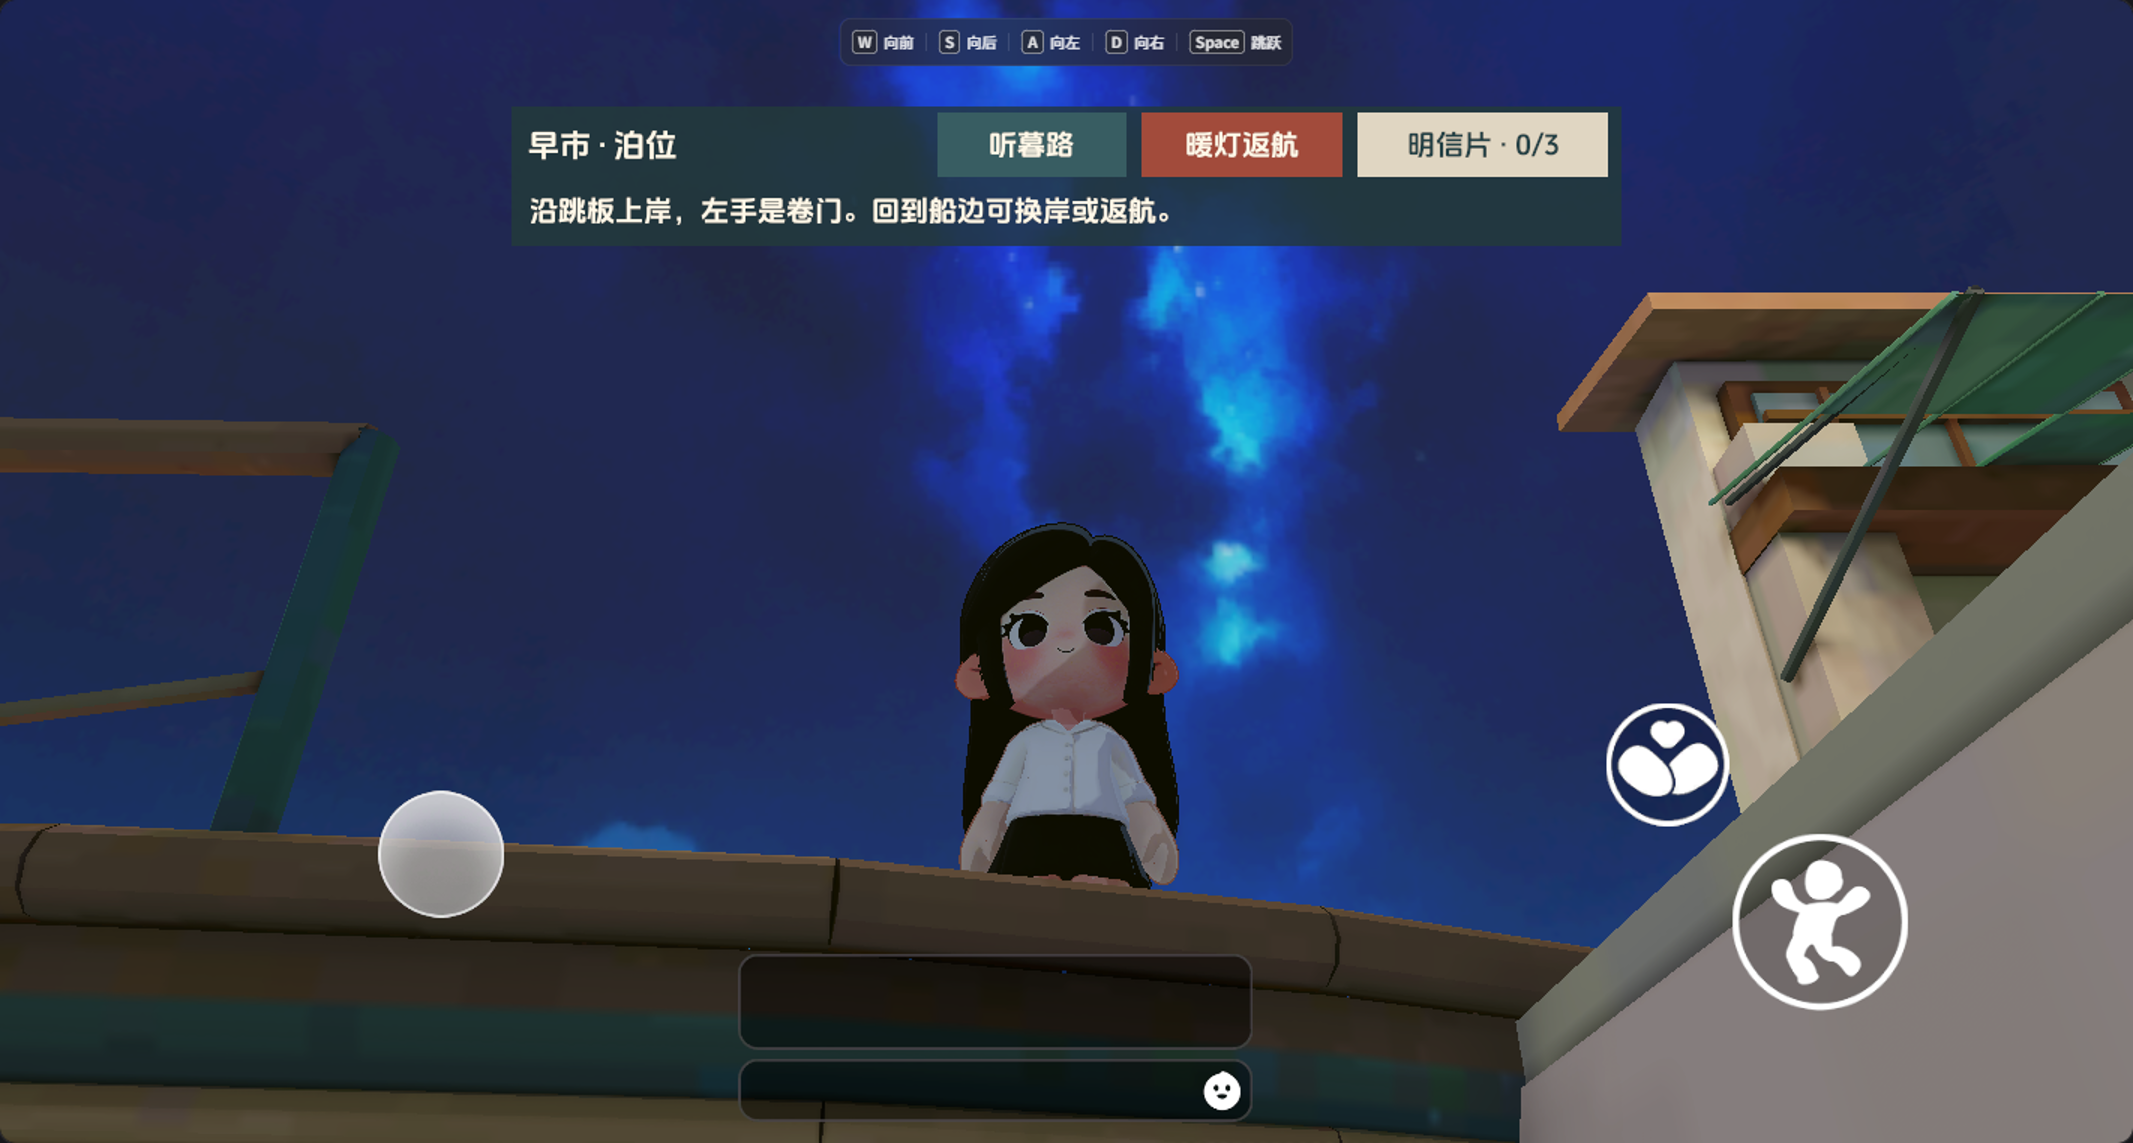 W 向前 S 向后 A 向左 D 向右 Space 跳跃
早市·泊位 听暮路 暖灯返航 明信片·0/3
沿跳板上岸，左手是卷门。回到船边可换岸或返航。